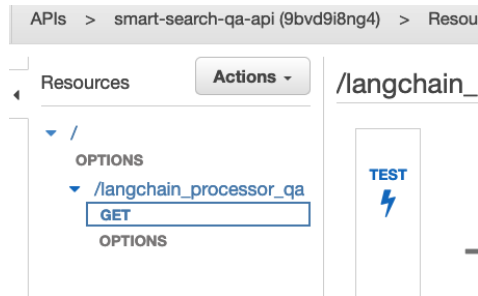 APIs > smart-search-qa-api (9bvd9i8ng4) > Resou
Resources
Actions
/langchain_
/
OPTIONS
/langchain_processor_qa
GET
OPTIONS
TEST